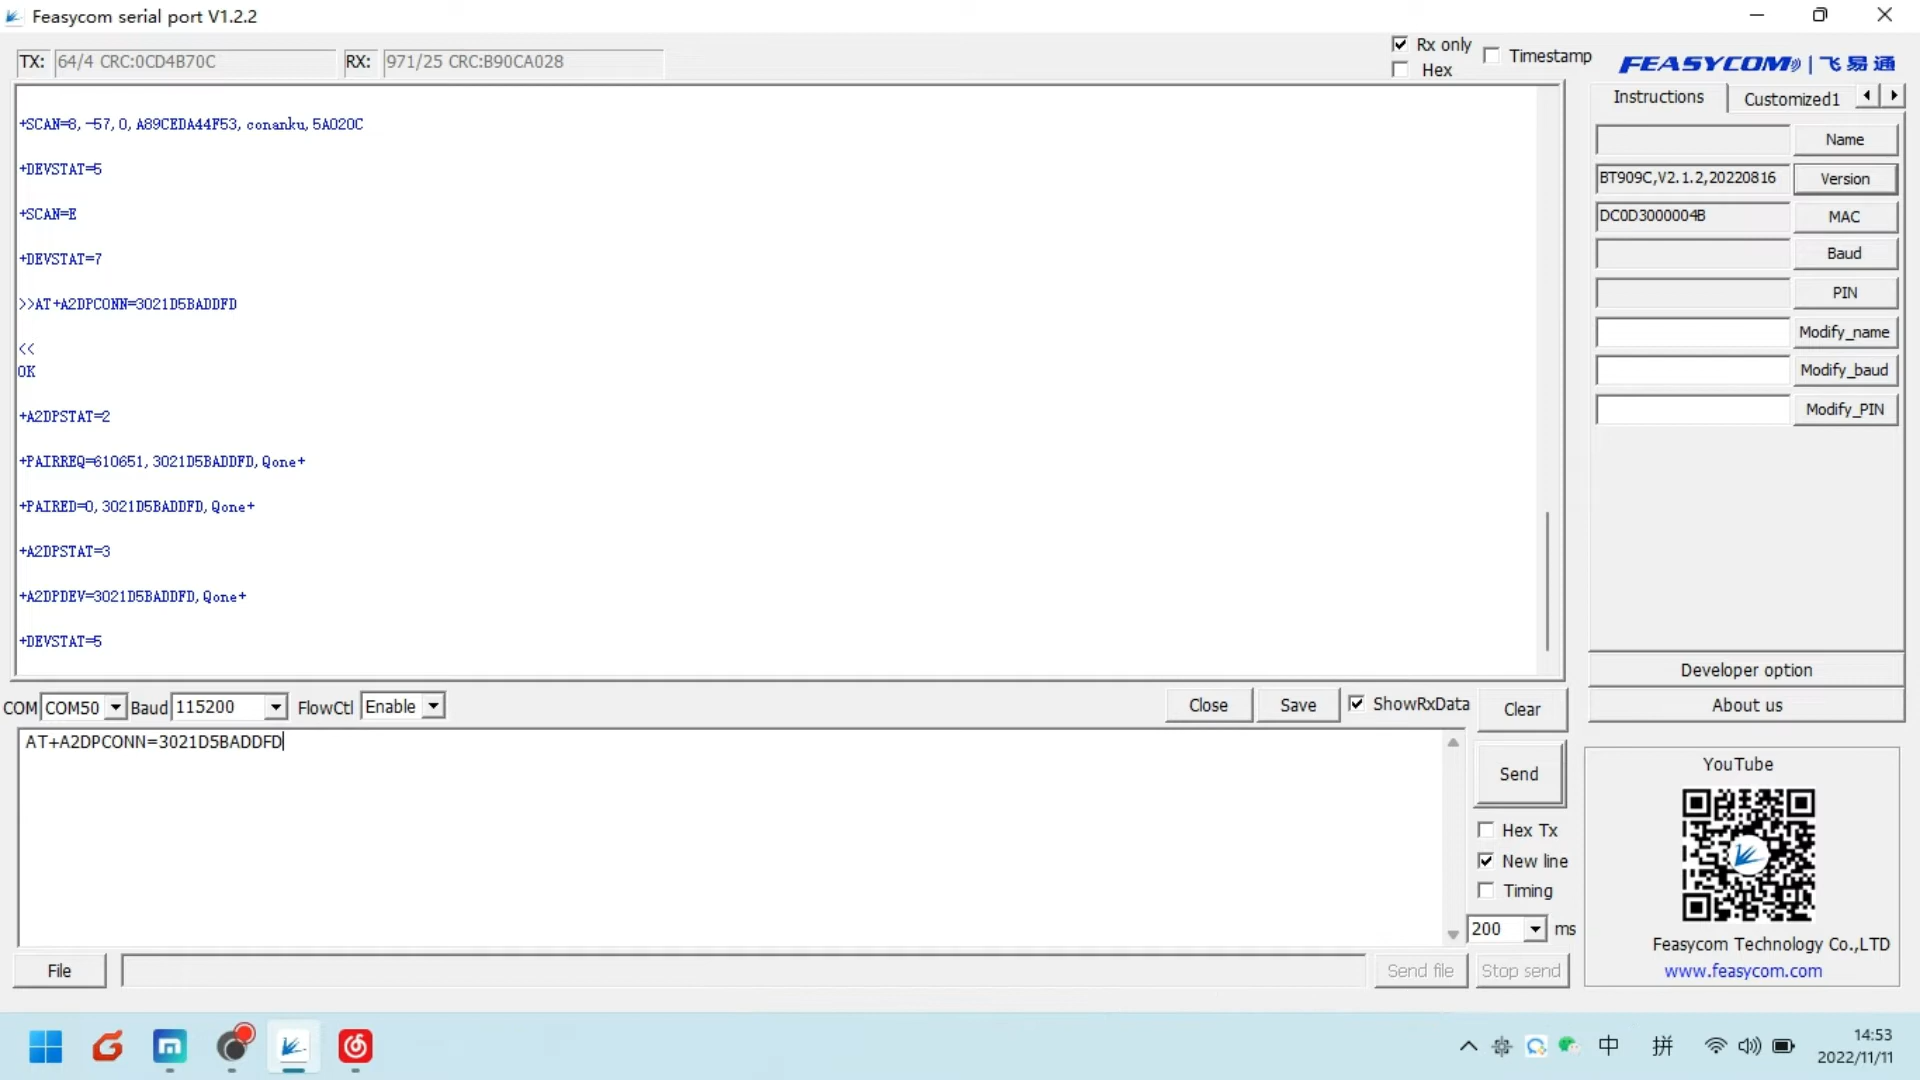 Feasycom serial port V1.2.2
TX: 64/4 CRC:0CD4B70C RX: 971/25 CRC:B90CA028
Rx only
Hex
Timestamp
FEASYCOM | 飞易通
+SCAN=8,-57,0,A89CEDA44F53,conanku,5A020C
+DEVSTAT=5
+SCAN=E
+DEVSTAT=7
>>AT+A2DPCONN=3021D5BADDFD
<<
OK
+A2DPSTAT=2
+PAIRREQ=610651,3021D5BADDFD,Qone+
+PAIRED=0,3021D5BADDFD,Qone+
+A2DPSTAT=3
+A2DPDEV=3021D5BADDFD,Qone+
+DEVSTAT=5
Instructions Customized1
Name
BT909C,V2.1.2,20220816 Version
DC0D3000004B MAC
Baud
PIN
Modify_name
Modify_baud
Modify_PIN
Developer option
About us
COM COM50 Baud 115200 FlowCtl Enable Close Save ShowRxData Clear
AT+A2DPCONN=3021D5BADDFD
Send
Hex Tx
New line
Timing
200 ms
YouTube
Feasycom Technology Co.,LTD
www.feasycom.com
File Send file Stop send
中 拼
14:53
2022/11/11